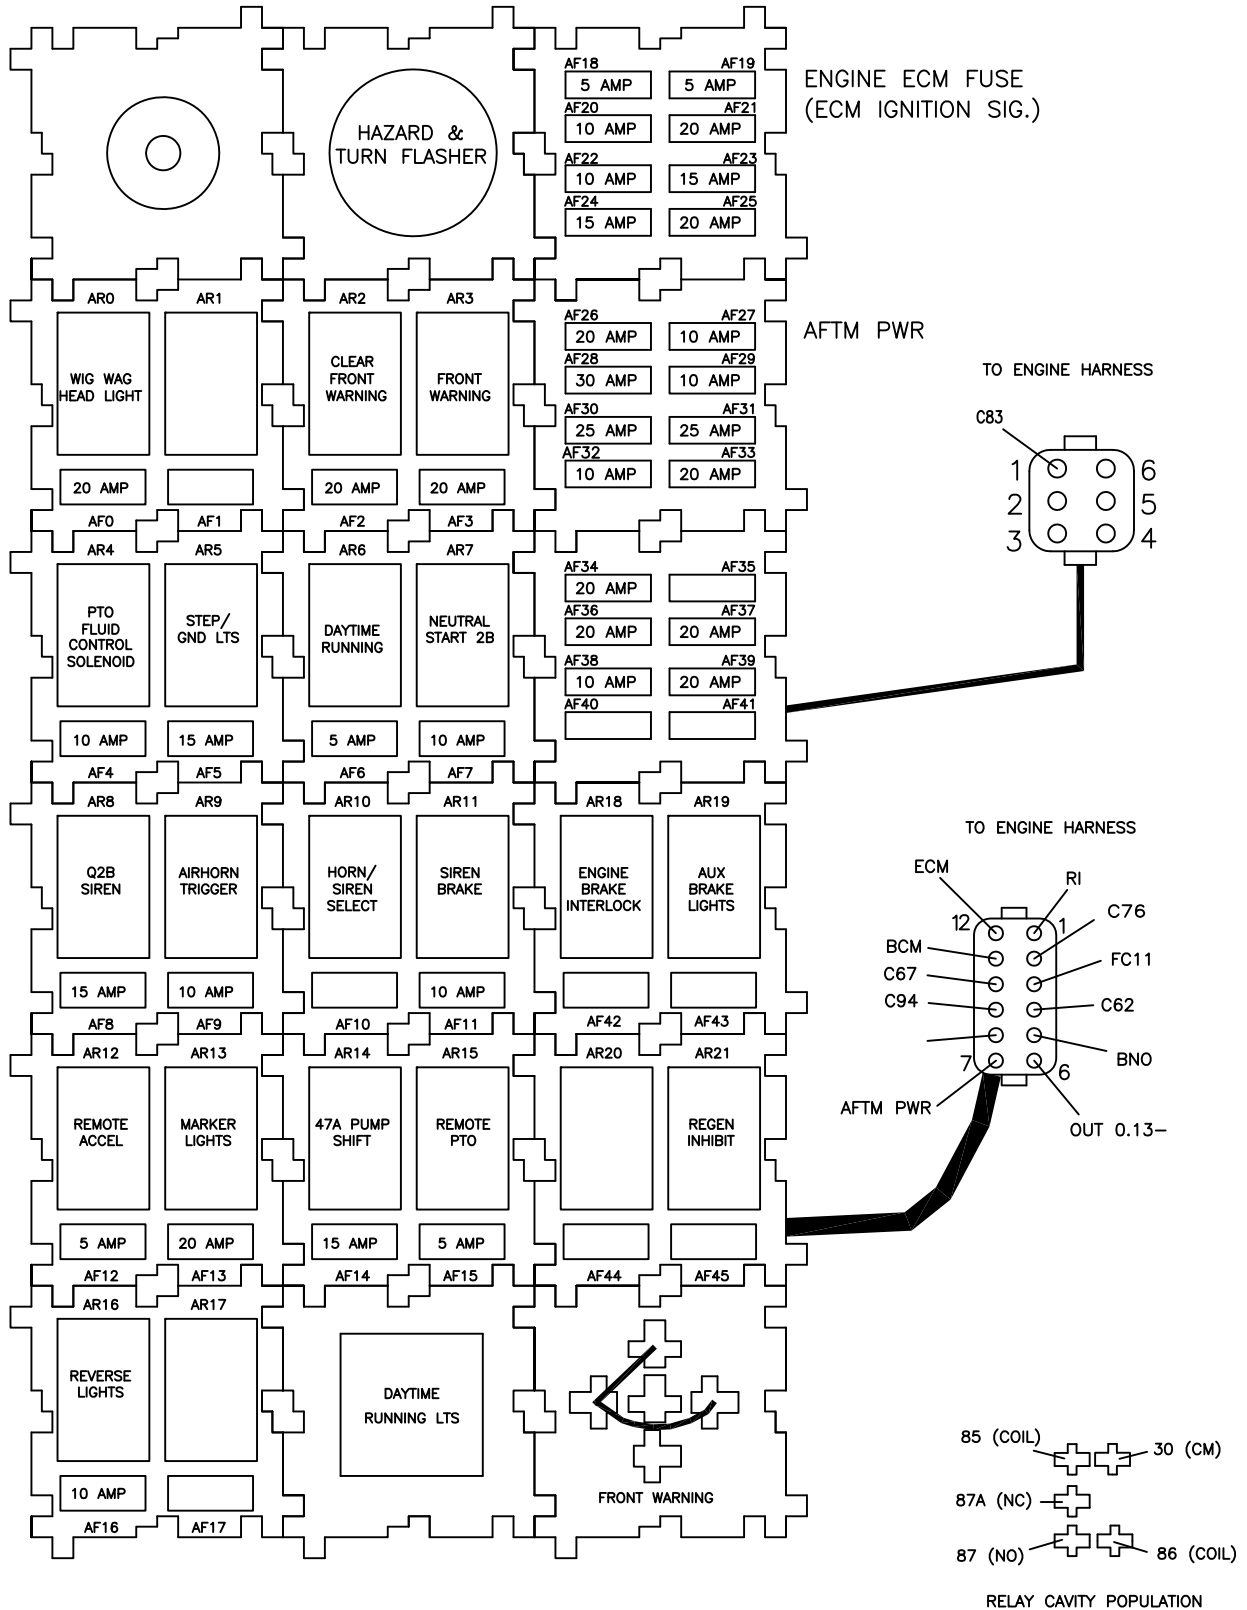 HAZARD &
TURN FLASHER
AF18 AF19
5 AMP 5 AMP
AF20 AF21
10 AMP 20 AMP
AF22 AF23
10 AMP 15 AMP
AF24 AF25
15 AMP 20 AMP
ENGINE ECM FUSE
(ECM IGNITION SIG.)
AR0 AR1 AR2 AR3
WIG WAG
HEAD LIGHT
CLEAR
FRONT
WARNING
FRONT
WARNING
20 AMP 20 AMP 20 AMP
AF0 AF1 AF2 AF3
AF26 AF27
20 AMP 10 AMP
AF28 AF29
30 AMP 10 AMP
AF30 AF31
25 AMP 25 AMP
AF32 AF33
10 AMP 20 AMP
AFTM PWR
TO ENGINE HARNESS
C83
1 6
2 5
3 4
AR4 AR5 AR6 AR7
PTO
FLUID
CONTROL
SOLENOID
STEP/
GND LTS
DAYTIME
RUNNING
NEUTRAL
START 2B
10 AMP 15 AMP 5 AMP 10 AMP
AF4 AF5 AF6 AF7
AF34 AF35
20 AMP
AF36 AF37
20 AMP 20 AMP
AF38 AF39
10 AMP 20 AMP
AF40 AF41
AR8 AR9 AR10 AR11 AR18 AR19
Q2B
SIREN
AIRHORN
TRIGGER
HORN/
SIREN
SELECT
SIREN
BRAKE
ENGINE
BRAKE
INTERLOCK
AUX
BRAKE
LIGHTS
15 AMP 10 AMP 10 AMP
AF8 AF9 AF10 AF11 AF42 AF43
TO ENGINE HARNESS
ECM RI
12 1
C76
BCM FC11
C67
C94 C62
BNO
7 6
AFTM PWR
OUT 0.13-
AR12 AR13 AR14 AR15 AR20 AR21
REMOTE
ACCEL
MARKER
LIGHTS
47A PUMP
SHIFT
REMOTE
PTO
REGEN
INHIBIT
5 AMP 20 AMP 15 AMP 5 AMP
AF12 AF13 AF14 AF15 AF44 AF45
AR16 AR17
REVERSE
LIGHTS
10 AMP
AF16 AF17
DAYTIME
RUNNING LTS
FRONT WARNING
85 (COIL) 30 (CM)
87A (NC)
87 (NO) 86 (COIL)
RELAY CAVITY POPULATION